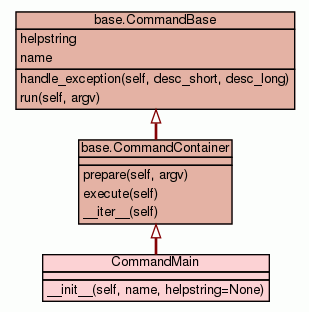 base.CommandBase
helpstring
name
handle_exception(self, desc_short, desc_long)
run(self, argv)
base.CommandContainer
prepare(self, argv)
execute(self)
__iter__(self)
CommandMain
__init__(self, name, helpstring=None)